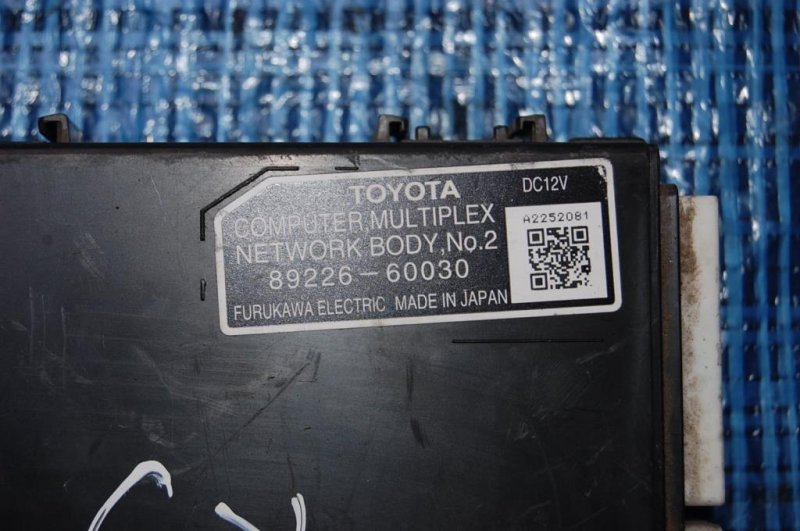 TOYOTA DC12V
COMPUTER,MULTIPLEX
A2252081
NETWORK BODY,No.2
89226-60030
FURUKAWA ELECTRIC MADE IN JAPAN